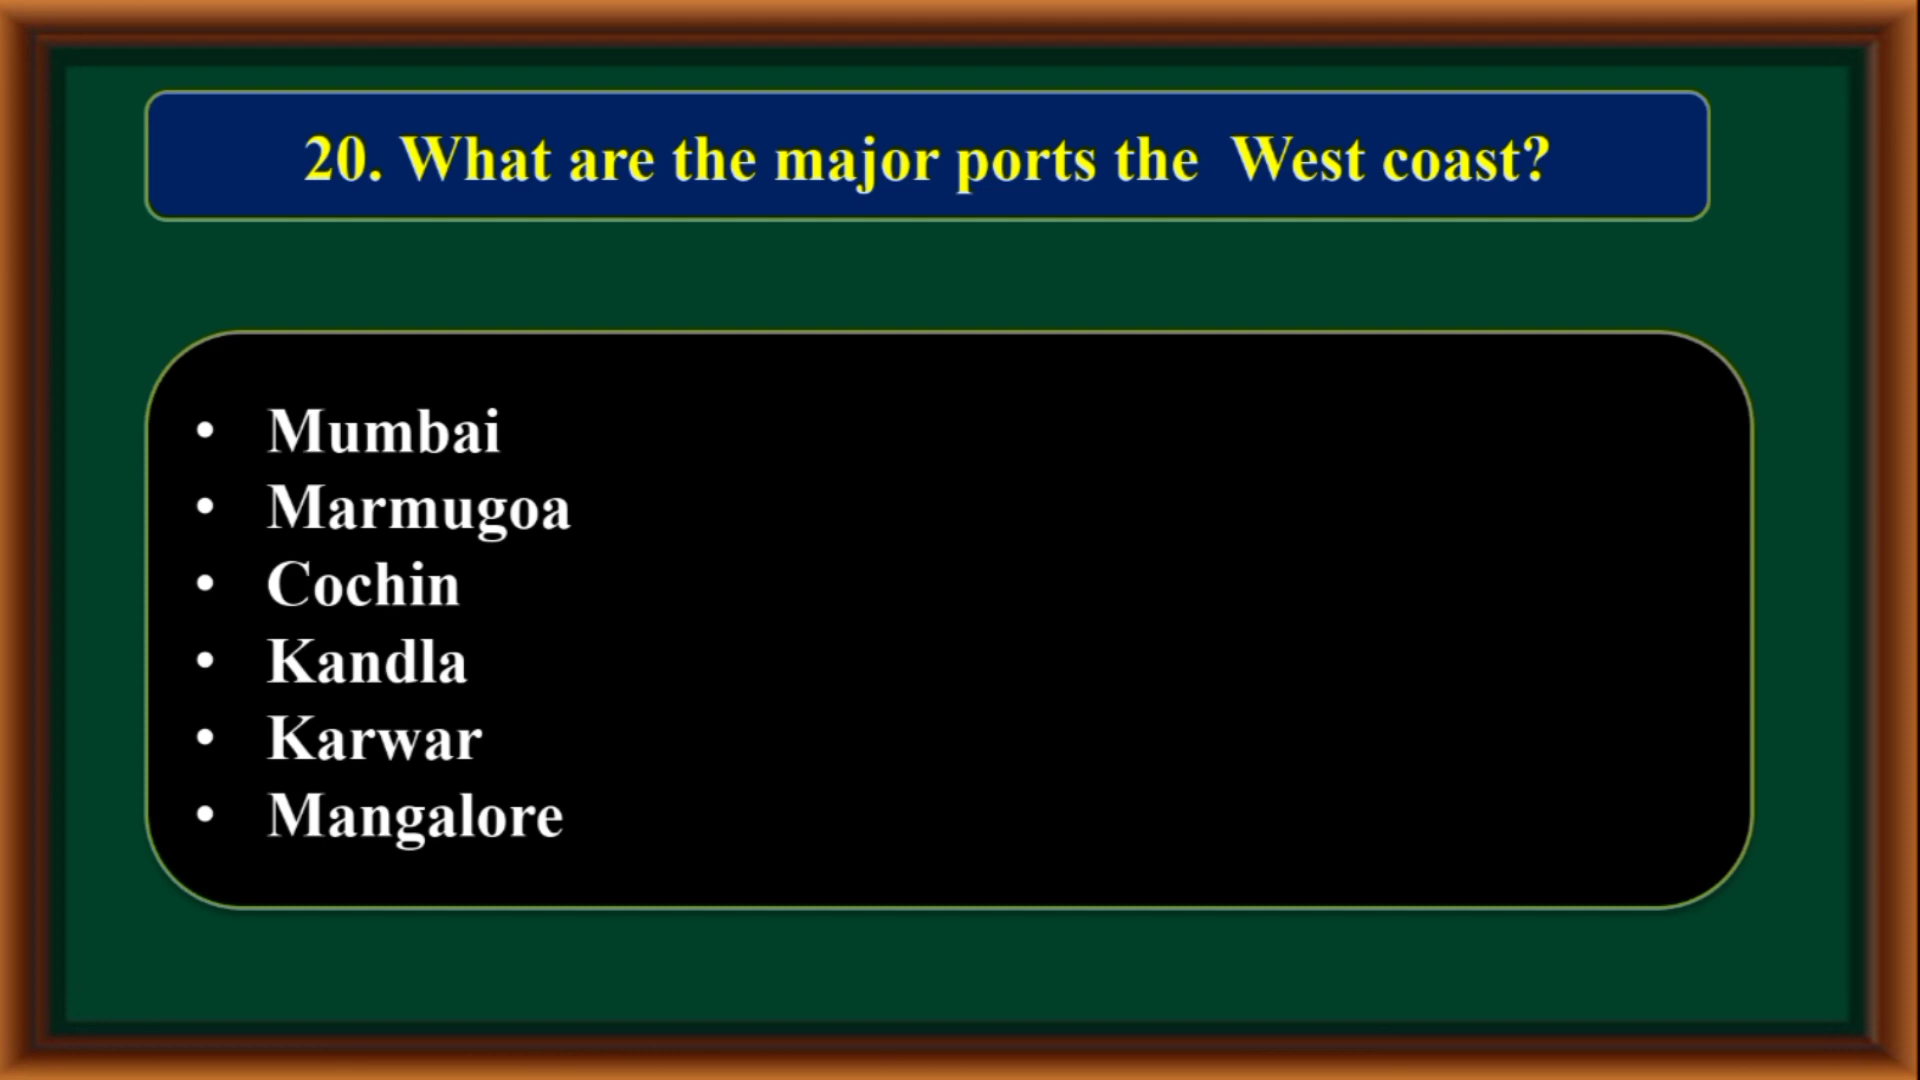 20. What are the major ports the  West coast?
• Mumbai
• Marmugoa
• Cochin
• Kandla
• Karwar
• Mangalore